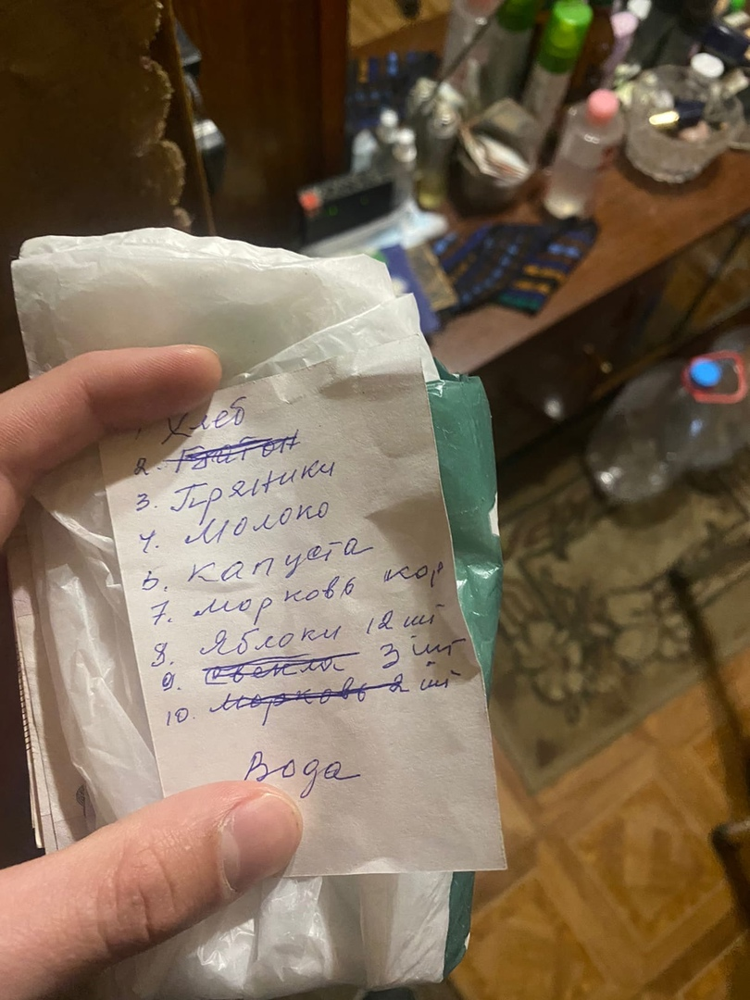 1. Хлеб
2. Батон
3. Пряники
4. Молоко
5. Капуста
7. Морковь кор
8. Яблоки 12 шт
9. Свекла 3 шт
10. Морковь 2 шт
Вода